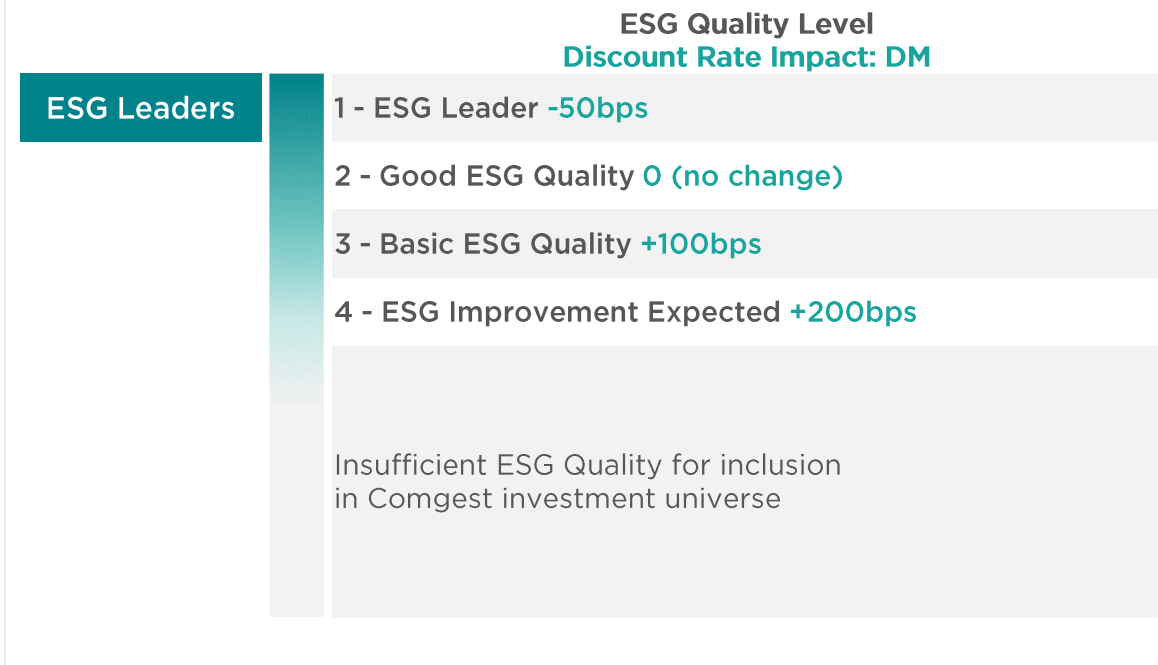 ESG Quality Level
Discount Rate Impact: DM
ESG Leaders
1 - ESG Leader -50bps
2 - Good ESG Quality 0 (no change)
3 - Basic ESG Quality +100bps
4 - ESG Improvement Expected +200bps
Insufficient ESG Quality for inclusion
in Comgest investment universe